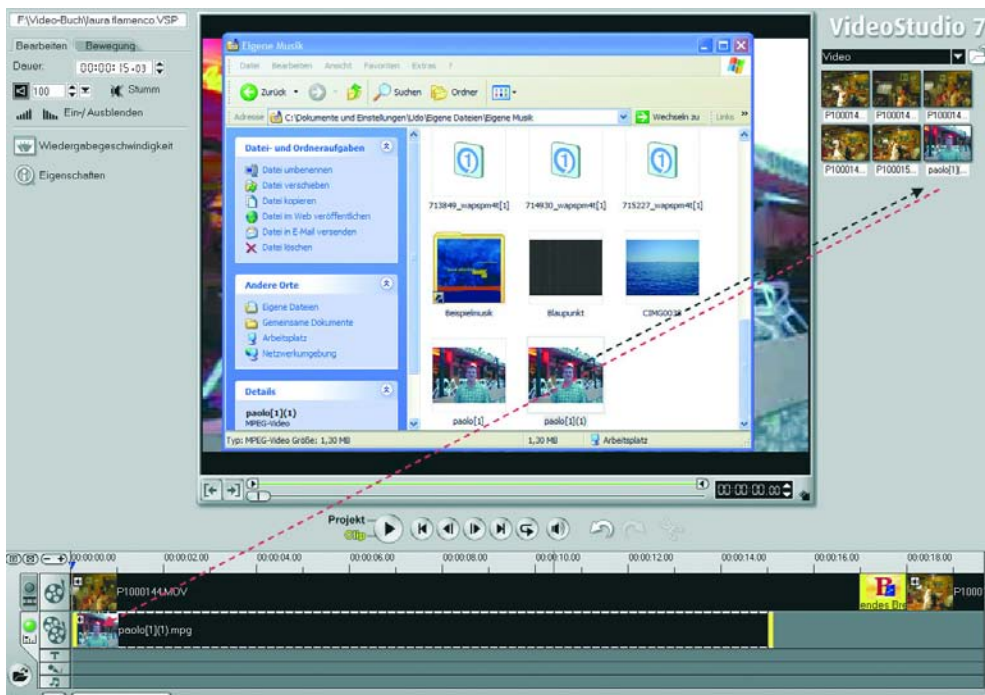 F:\Video-Buch\laura flamenco.VSP
Bearbeiten Bewegung
Dauer: 00:00:15.03
100 Stumm
Ein-/Ausblenden
Wiedergabegeschwindigkeit
Eigenschaften
Eigene Musik
Datei Bearbeiten Ansicht Favoriten Extras ?
Zurück Suchen Ordner
Adresse C:\Dokumente und Einstellungen\Udo\Eigene Dateien\Eigene Musik Wechseln zu Links »
Datei- und Ordneraufgaben
Datei umbenennen
Datei verschieben
Datei kopieren
Datei im Web veröffentlichen
Datei in E-Mail versenden
Datei löschen
Andere Orte
Eigene Dateien
Gemeinsame Dokumente
Arbeitsplatz
Netzwerkumgebung
Details
paolo[1](1)
MPEG-Video
713849_wapspm4t[1] 714930_wapspm4t[1] 715227_wapspm4t[1]
Beispielmusik Blaupunkt CIMG0033
paolo[1] paolo[1](1)
Typ: MPEG-Video Größe: 1,30 MB 1,30 MB Arbeitsplatz
VideoStudio 7
Video
P100014... P100014... P100014...
P100014... P100015... paolo[1]...
00:00:00.00
Projekt
Clip
00:00:00.00 00:00:02.00 00:00:04.00 00:00:06.00 00:00:08.00 00:00:10.00 00:00:12.00 00:00:14.00 00:00:16.00 00:00:18.00
P1000144.MOV P1000
paolo[1](1).mpg